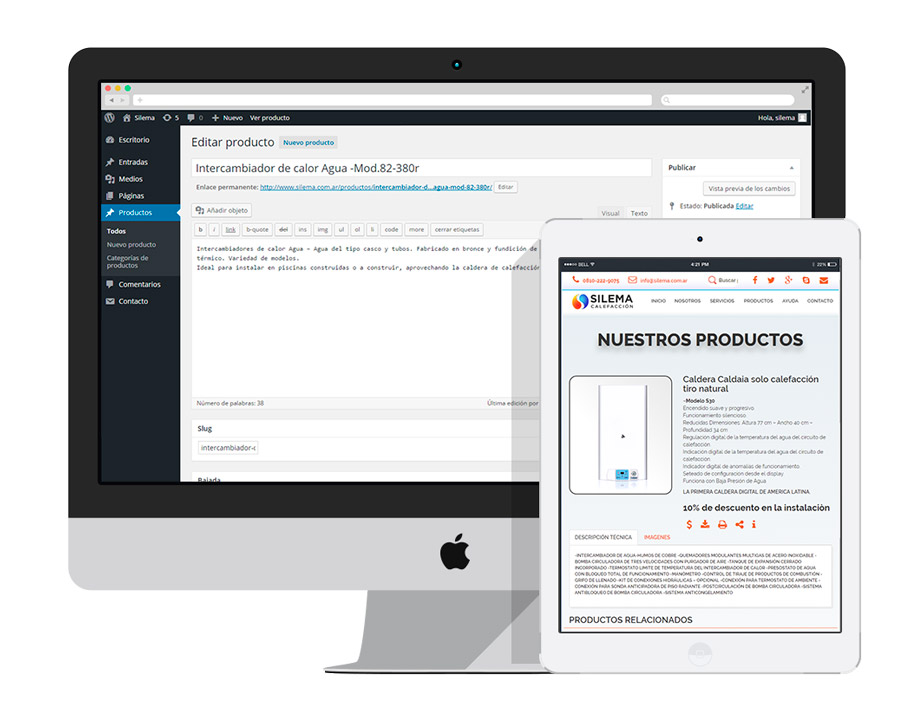 Silema
5
0
Nuevo
Ver producto
Hola, silema
Escritorio
Entradas
Medios
Páginas
Productos
Todos
Nuevo producto
Categorías de
productos
Comentarios
Contacto
Editar producto
Nuevo producto
Intercambiador de calor Agua -Mod.82-380r
Enlace permanente: http://www.silema.com.ar/productos/intercambiador-d...agua-mod-82-380r/ Editar
Añadir objeto
Visual
Texto
b
i
link
b-quote
del
ins
img
ul
ol
li
code
more
cerrar etiquetas
Intercambiadores de calor Agua – Agua del tipo casco y tubos. Fabricado en bronce y fundición de
térmico. Variedad de modelos.
Ideal para instalar en piscinas construidas o a construir, aprovechando la caldera de calefacción
Número de palabras: 38
Última edición por
Slug
intercambiador-
Bajada
Publicar
Vista previa de los cambios
Estado: Publicada Editar
BELL
4:21 PM
22%
0810-222-9075
info@silema.com.ar
Buscar:
SILEMA
CALEFACCIÓN
INICIO
NOSOTROS
SERVICIOS
PRODUCTOS
AYUDA
CONTACTO
NUESTROS PRODUCTOS
Caldera Caldaia solo calefacción
tiro natural
-Modelo S30
Encendido suave y progresivo
Funcionamiento silencioso
Reducidas Dimensiones. Altura 77 cm – Ancho 40 cm –
Profundidad 34 cm
Regulación digital de la temperatura del agua del circuito de
calefacción
Indicación digital de la temperatura del agua del circuito de
calefacción
Indicador digital de anomalías de funcionamiento
Seteado de configuración desde el display
Funciona con Baja Presión de Agua
LA PRIMERA CALDERA DIGITAL DE AMERICA LATINA.
10% de descuento en la instalación
DESCRIPCIÓN TÉCNICA
IMAGENES
-INTERCAMBIADOR DE AGUA-HUMOS DE COBRE -QUEMADORES MODULANTES MULTIGAS DE ACERO INOXIDABLE -
BOMBA CIRCULADORA DE TRES VELOCIDADES CON PURGADOR DE AIRE -TANQUE DE EXPANSIÓN CERRADO
INCORPORADO -TERMOSTATO LIMITE DE TEMPERATURA DEL INTERCAMBIADOR DE CALOR -PRESOSTATO DE AGUA
CON BLOQUEO TOTAL DE FUNCIONAMIENTO -MANÓMETRO -CONTROL DE TIRAJE DE PRODUCTOS DE COMBUSTIÓN -
GRIFO DE LLENADO -KIT DE CONEXIONES HIDRÁULICAS – OPCIONAL -CONEXIÓN PARA TERMOSTATO DE AMBIENTE -
CONEXIÓN PARA SONDA ANTICIPADORA DE PISO RADIANTE -POSTCIRCULACIÓN DE BOMBA CIRCULADORA -SISTEMA
ANTIBLOQUEO DE BOMBA CIRCULADORA -SISTEMA ANTICONGELAMIENTO
PRODUCTOS RELACIONADOS